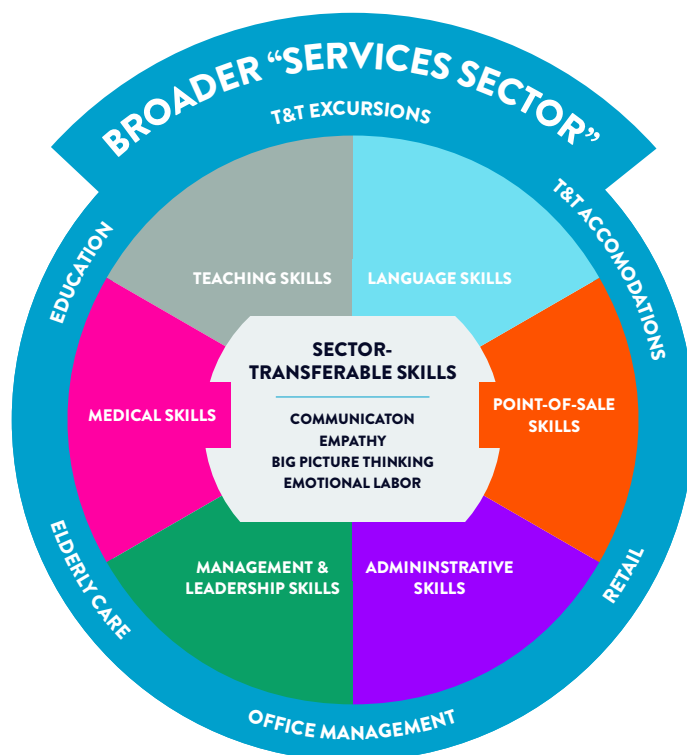 BROADER “SERVICES SECTOR”
T&T EXCURSIONS
EDUCATION
T&T ACCOMODATIONS
TEACHING SKILLS
LANGUAGE SKILLS
SECTOR-
TRANSFERABLE SKILLS
COMMUNICATON
EMPATHY
BIG PICTURE THINKING
EMOTIONAL LABOR
MEDICAL SKILLS
POINT-OF-SALE
SKILLS
MANAGEMENT &
LEADERSHIP SKILLS
ADMININSTRATIVE
SKILLS
ELDERLY CARE
RETAIL
OFFICE MANAGEMENT